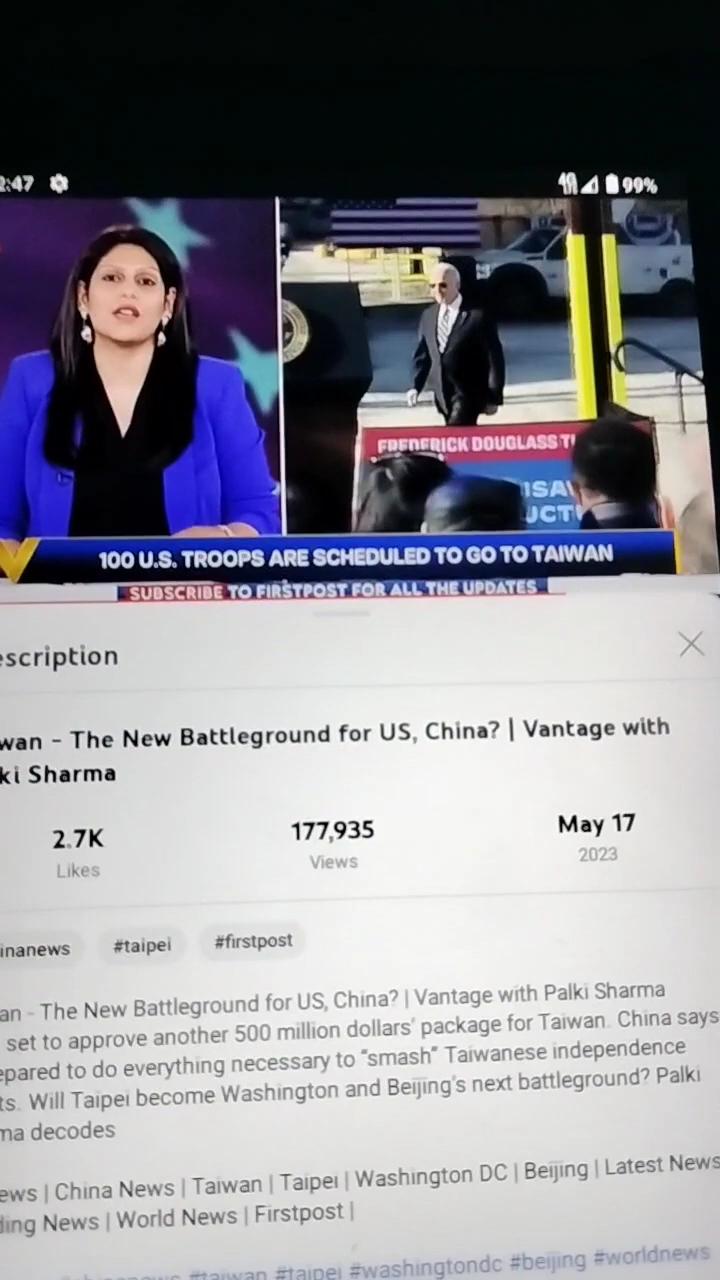 2:47
4G 99%
FREDERICK DOUGLASS TU
ISAV
UCTI
100 U.S. TROOPS ARE SCHEDULED TO GO TO TAIWAN
SUBSCRIBE TO FIRSTPOST FOR ALL THE UPDATES
escription
wan - The New Battleground for US, China? | Vantage with
ki Sharma
2.7K
177,935
May 17
Likes
Views
2023
inanews
#taipei
#firstpost
an - The New Battleground for US, China? | Vantage with Palki Sharma
set to approve another 500 million dollars' package for Taiwan. China says
epared to do everything necessary to "smash" Taiwanese independence
ts. Will Taipei become Washington and Beijing's next battleground? Palki
ma decodes
ews | China News | Taiwan | Taipei | Washington DC | Beijing | Latest News
ding News | World News | Firstpost |
#taiwan #taipei #washingtondc #beijing #worldnews